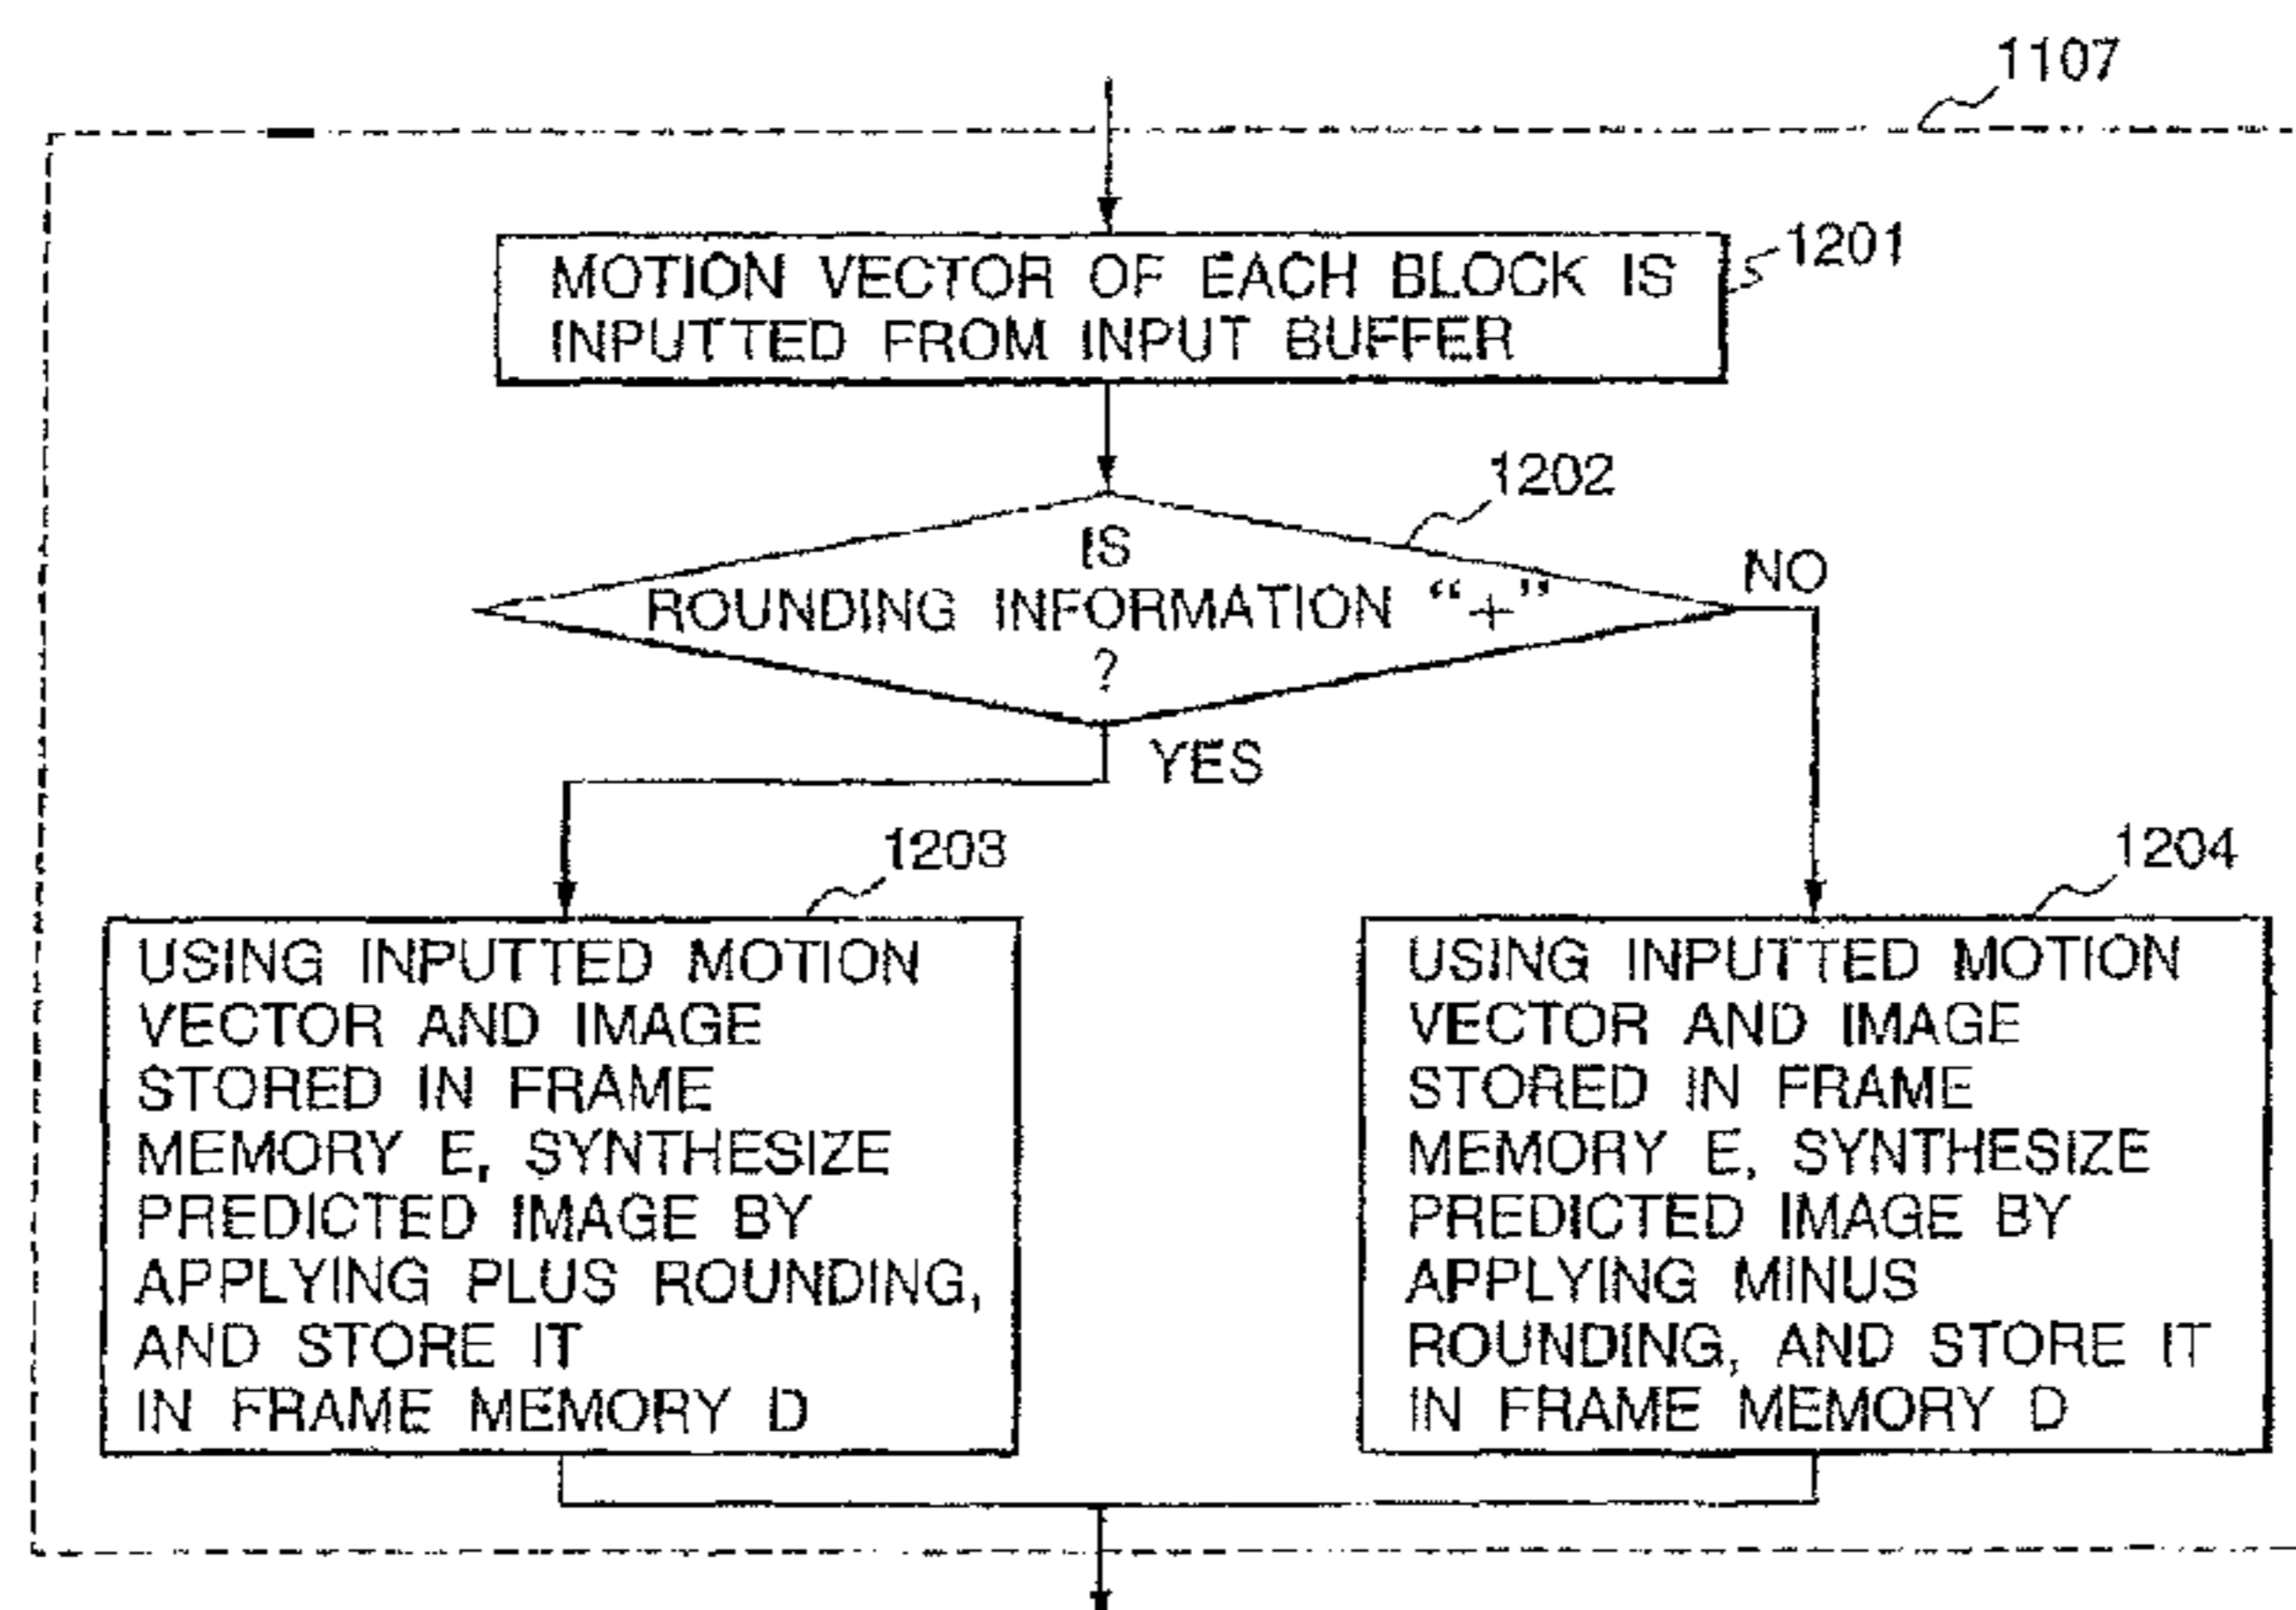 1107
MOTION VECTOR OF EACH BLOCK IS
INPUTTED FROM INPUT BUFFER
1201
1202
IS
ROUNDING INFORMATION “+”
?
NO
YES
1203
USING INPUTTED MOTION
VECTOR AND IMAGE
STORED IN FRAME
MEMORY E, SYNTHESIZE
PREDICTED IMAGE BY
APPLYING PLUS ROUNDING,
AND STORE IT
IN FRAME MEMORY D
1204
USING INPUTTED MOTION
VECTOR AND IMAGE
STORED IN FRAME
MEMORY E, SYNTHESIZE
PREDICTED IMAGE BY
APPLYING MINUS
ROUNDING, AND STORE IT
IN FRAME MEMORY D